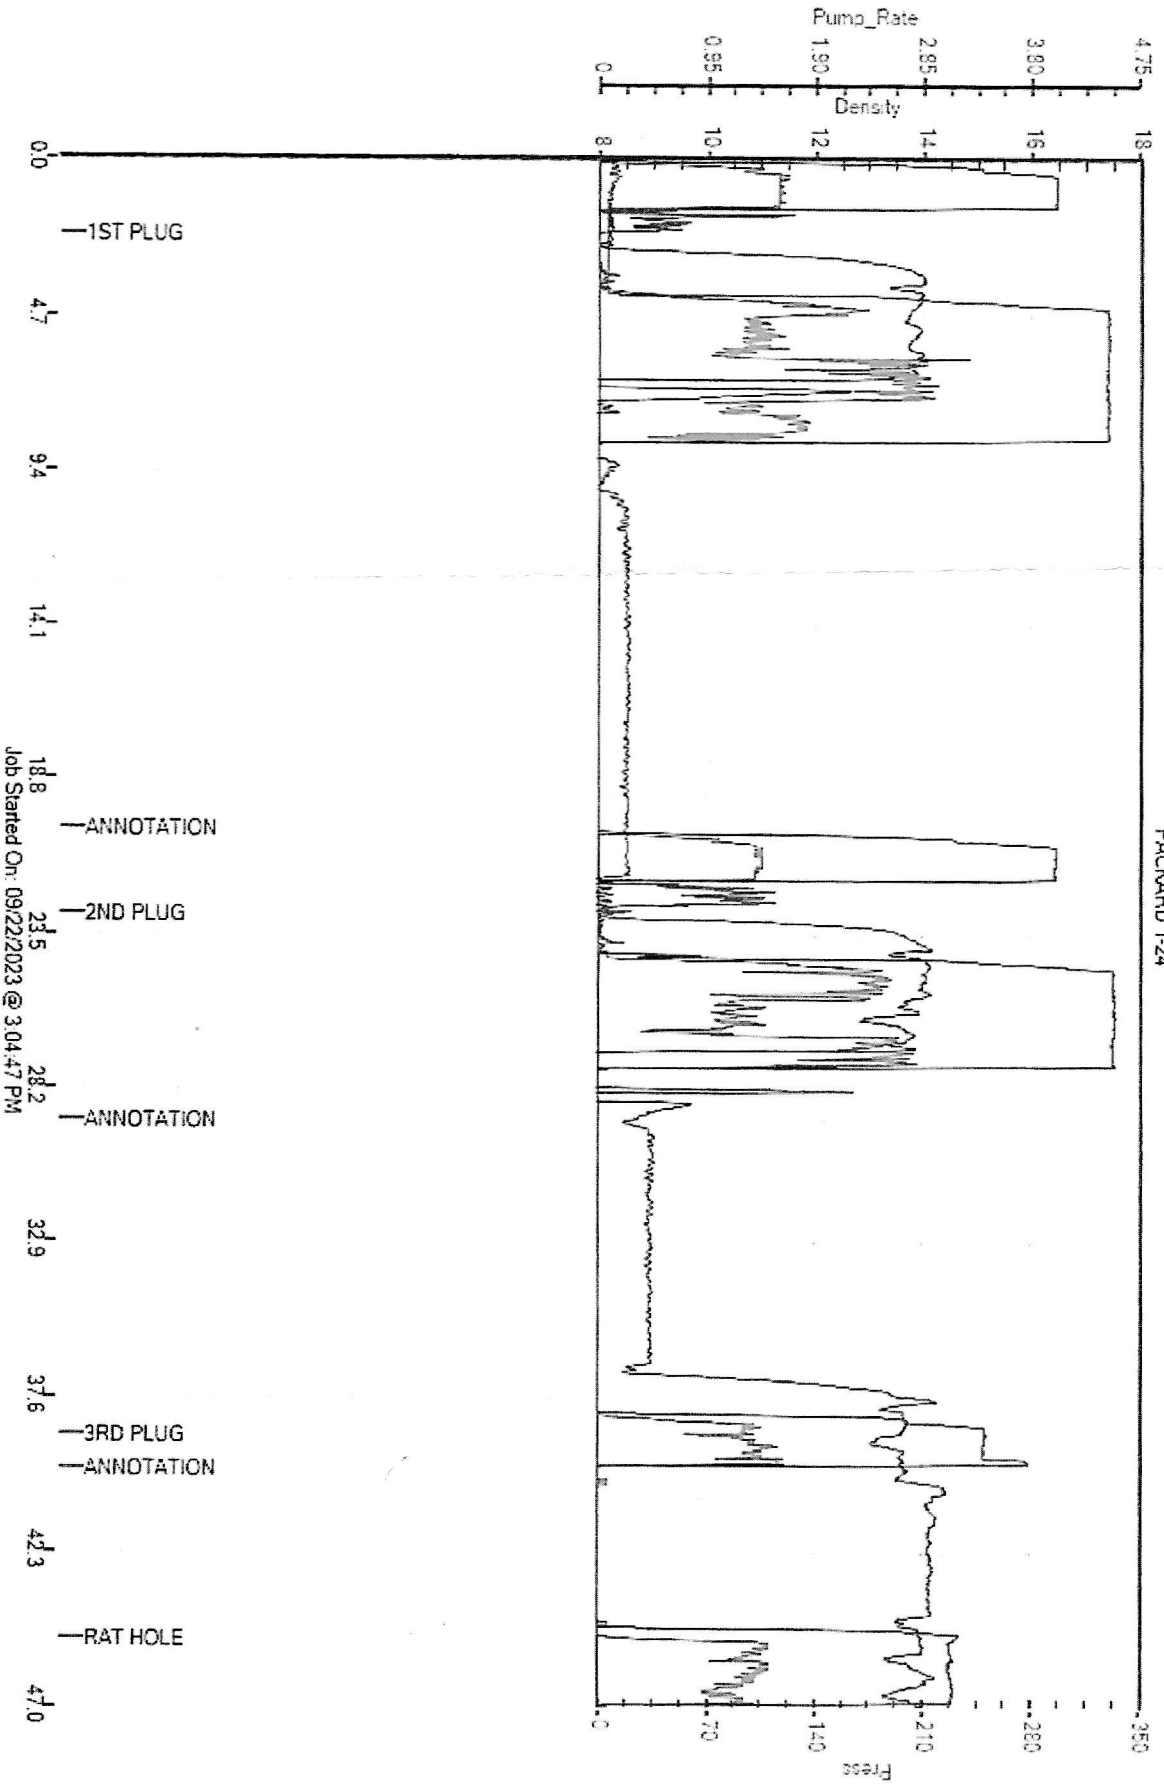 PACKARD 1-24
Pump_Rate
0 0.95 1.90 2.85 3.80 4.75
Density
8 10 12 14 16 18
0.0 4.7 9.4 14.1 18.8 23.5 28.2 32.9 37.6 42.3 47.0
1ST PLUG
ANNOTATION
2ND PLUG
ANNOTATION
3RD PLUG
ANNOTATION
RAT HOLE
0 70 140 210 280 350
Press
Job Started On: 09/22/2023 @ 3:04:47 PM